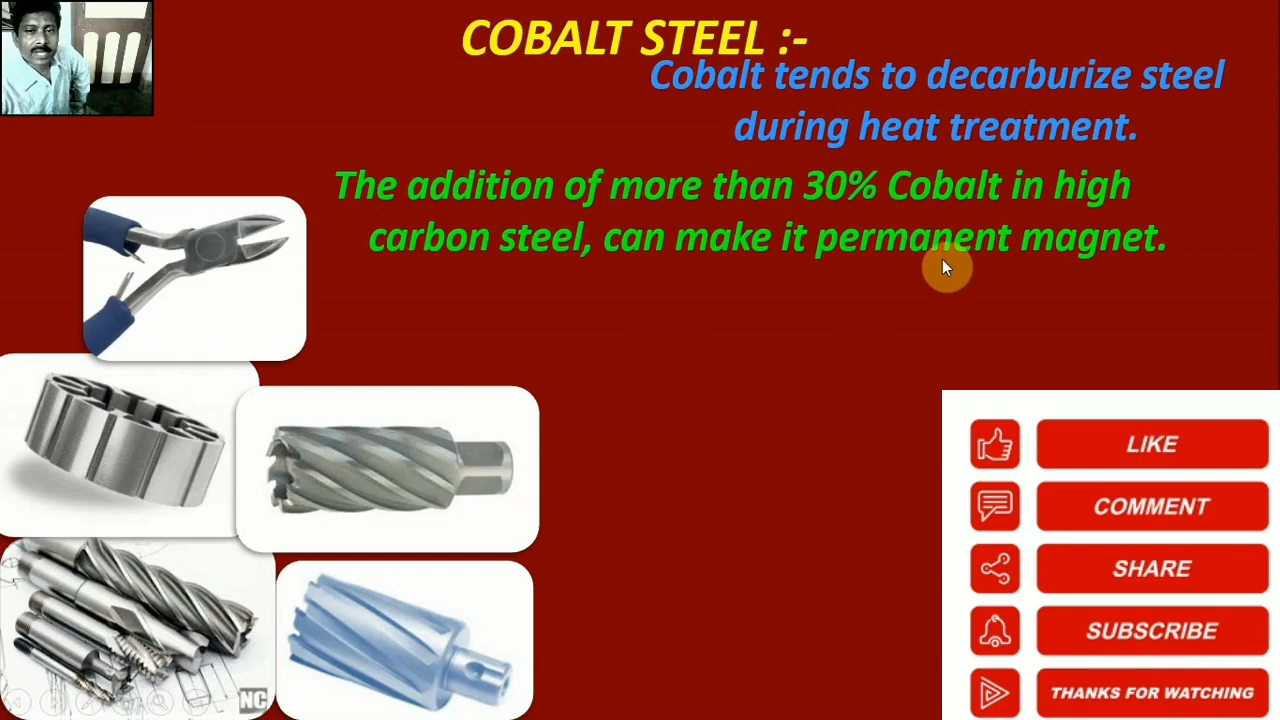 COBALT STEEL :-
Cobalt tends to decarburize steel
during heat treatment.
The addition of more than 30% Cobalt in high
carbon steel, can make it permanent magnet.
LIKE
COMMENT
SHARE
SUBSCRIBE
THANKS FOR WATCHING
NC